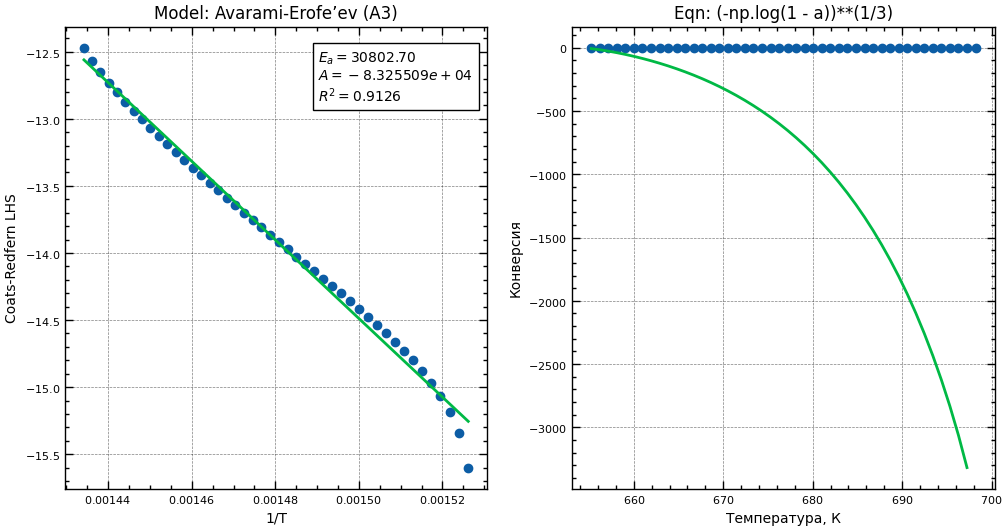 Model: Avarami-Erofe’ev (A3)
Eₐ = 30802.70
A = − 8.325509e + 04
R² = 0.9126
−12.5
−13.0
−13.5
−14.0
−14.5
−15.0
−15.5
Coats-Redfern LHS
0.00144
0.00146
0.00148
0.00150
0.00152
1/T
Eqn: (-np.log(1 - a))**(1/3)
0
−500
−1000
−1500
−2000
−2500
−3000
Конверсия
660
670
680
690
700
Температура, К